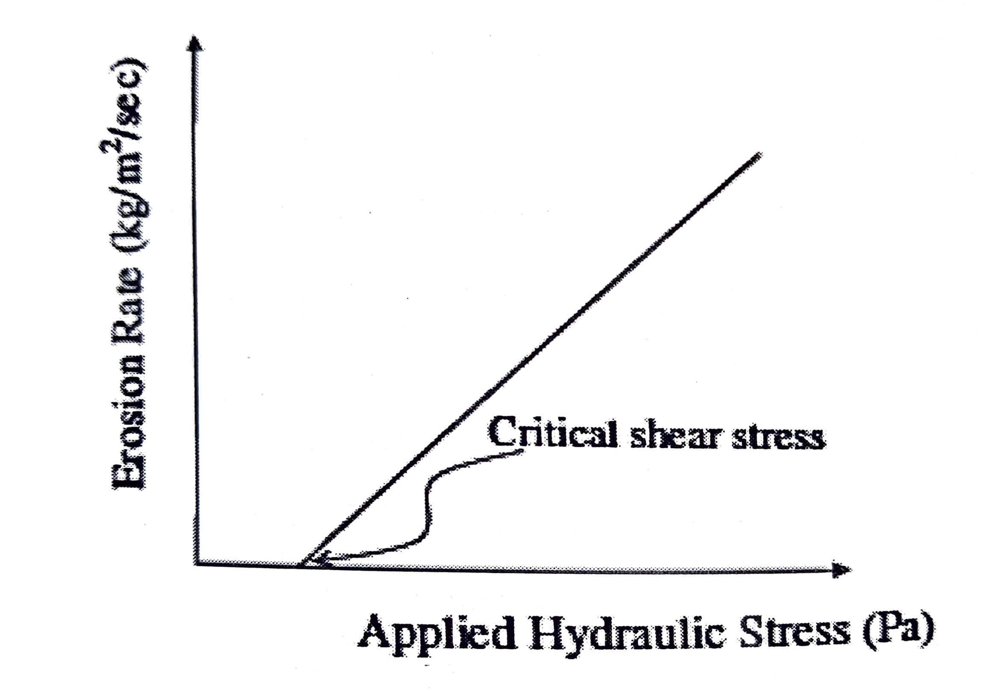 Erosion Rate (kg/m²/sec)
Critical shear stress
Applied Hydraulic Stress (Pa)